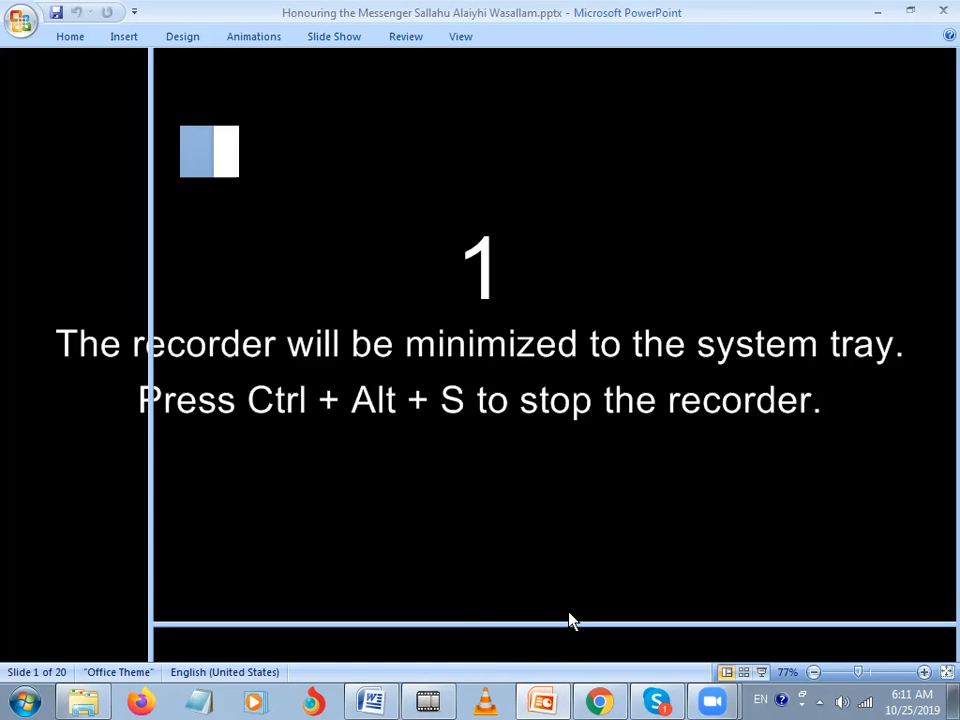 Honouring the Messenger Sallahu Alaiyhi Wasallam.pptx - Microsoft PowerPoint
Home Insert Design Animations Slide Show Review View
1
The recorder will be minimized to the system tray.
Press Ctrl + Alt + S to stop the recorder.
Slide 1 of 20 "Office Theme" English (United States) 77%
EN 6:11 AM
10/25/2019